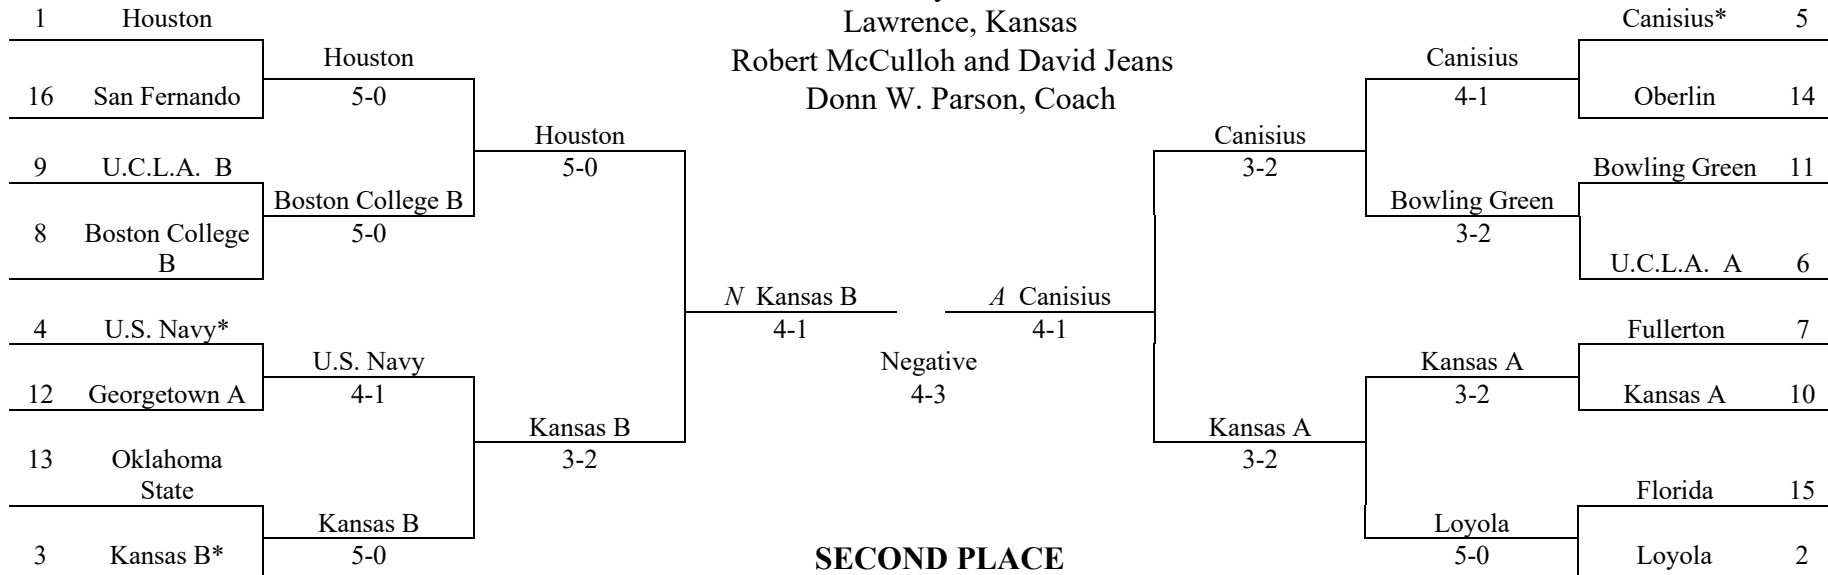 1 Houston
16 San Fernando
Houston
5-0
9 U.C.L.A. B
8 Boston College
B
Boston College B
5-0
Houston
5-0
4 U.S. Navy*
12 Georgetown A
U.S. Navy
4-1
13 Oklahoma
State
3 Kansas B*
Kansas B
5-0
Kansas B
3-2
N Kansas B
4-1
Lawrence, Kansas
Robert McCulloh and David Jeans
Donn W. Parson, Coach
Negative
4-3
SECOND PLACE
A Canisius
4-1
Canisius
3-2
Canisius
4-1
Canisius* 5
Oberlin 14
Bowling Green
3-2
Bowling Green 11
U.C.L.A. A 6
Kansas A
3-2
Kansas A
3-2
Fullerton 7
Kansas A 10
Loyola
5-0
Florida 15
Loyola 2